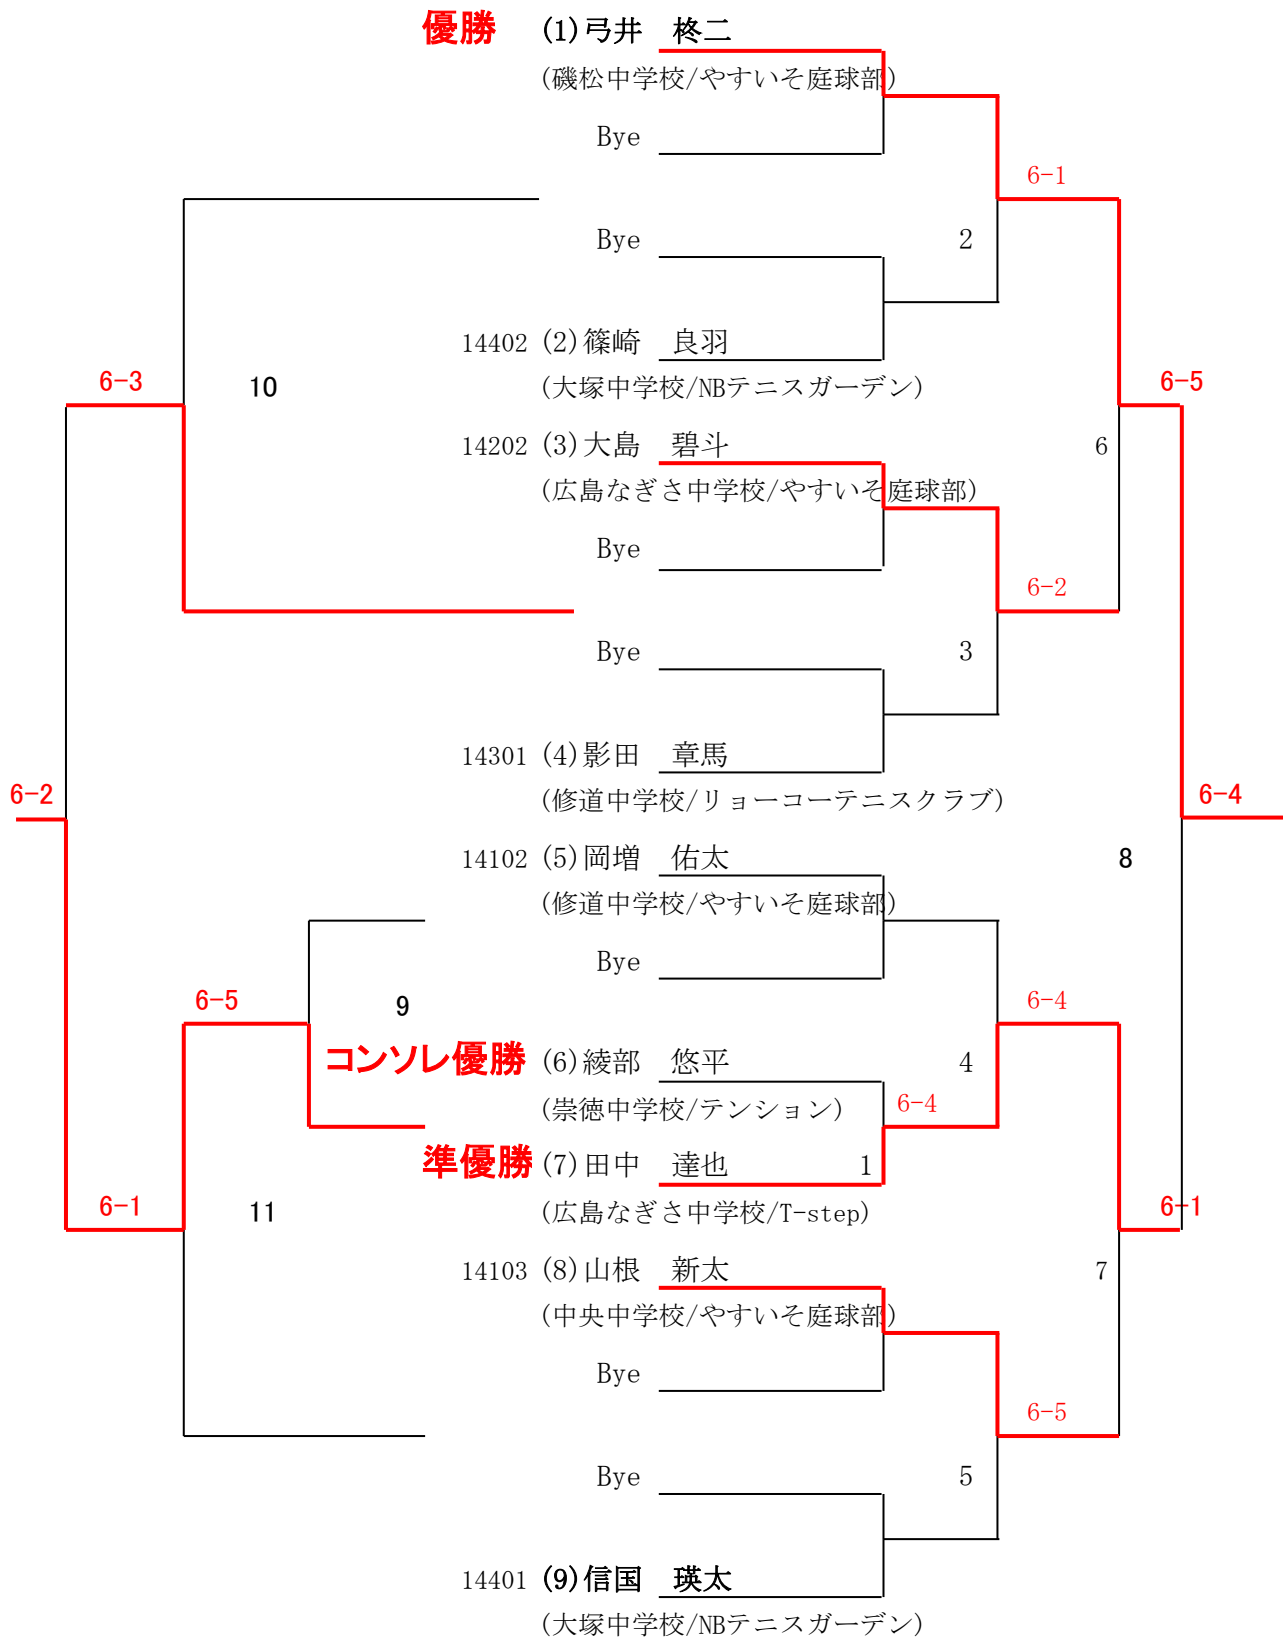 優勝 (1)弓井 柊二
(磯松中学校/やすいそ庭球部)
Bye
6-1
Bye 2
14402 (2)篠崎 良羽
6-3 10 (大塚中学校/NBテニスガーデン) 6-5
14202 (3)大島 碧斗 6
(広島なぎさ中学校/やすいそ庭球部)
Bye
6-2
Bye 3
14301 (4)影田 章馬
6-2 (修道中学校/リョーコーテニスクラブ) 6-4
14102 (5)岡増 佑太 8
(修道中学校/やすいそ庭球部)
Bye
6-5 9 6-4
コンソレ優勝 (6)綾部 悠平 4
(崇徳中学校/テンション) 6-4
準優勝 (7)田中 達也 1
6-1 11 (広島なぎさ中学校/T-step) 6-1
14103 (8)山根 新太 7
(中央中学校/やすいそ庭球部)
Bye
6-5
Bye 5
14401 (9)信国 瑛太
(大塚中学校/NBテニスガーデン)